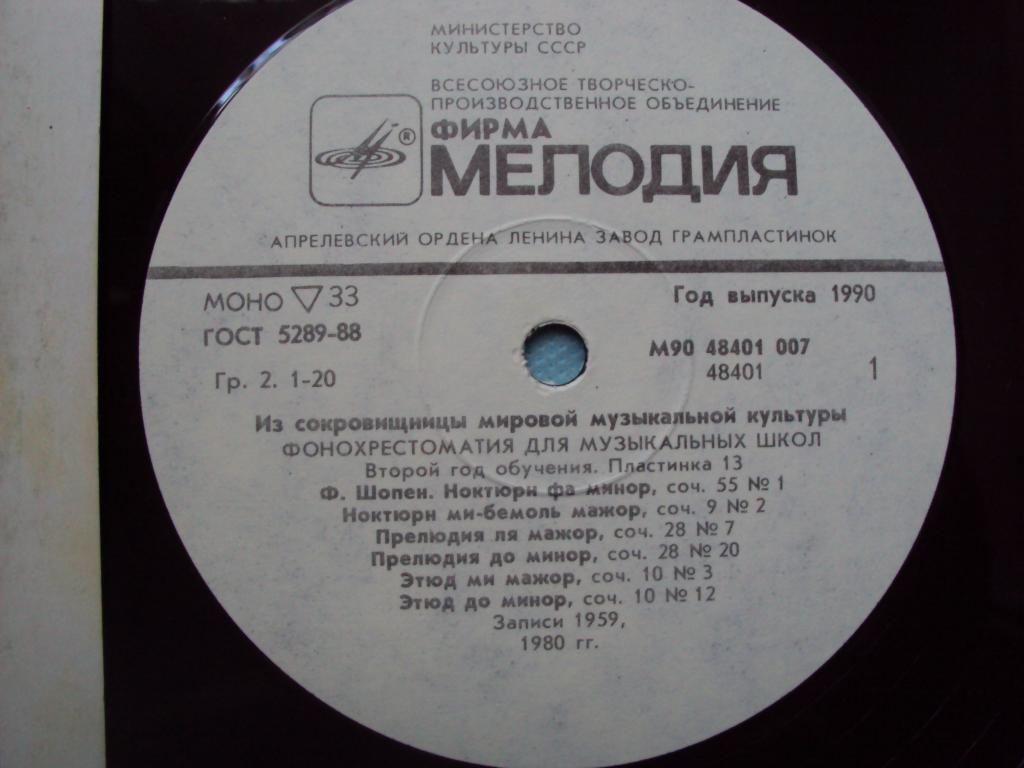 МИНИСТЕРСТВО
КУЛЬТУРЫ СССР
ВСЕСОЮЗНОЕ ТВОРЧЕСКО-
ПРОИЗВОДСТВЕННОЕ ОБЪЕДИНЕНИЕ
ФИРМА
® МЕЛОДИЯ
АПРЕЛЕВСКИЙ ОРДЕНА ЛЕНИНА ЗАВОД ГРАМПЛАСТИНОК
МОНО ▽ 33 Год выпуска 1990
ГОСТ 5289-88 М90 48401 007
Гр. 2. 1-20 48401 1
Из сокровищницы мировой музыкальной культуры
ФОНОХРЕСТОМАТИЯ ДЛЯ МУЗЫКАЛЬНЫХ ШКОЛ
Второй год обучения. Пластинка 13
Ф. Шопен. Ноктюрн фа минор, соч. 55 № 1
Ноктюрн ми-бемоль мажор, соч. 9 № 2
Прелюдия ля мажор, соч. 28 № 7
Прелюдия до минор, соч. 28 № 20
Этюд ми мажор, соч. 10 № 3
Этюд до минор, соч. 10 № 12
Записи 1959,
1980 гг.